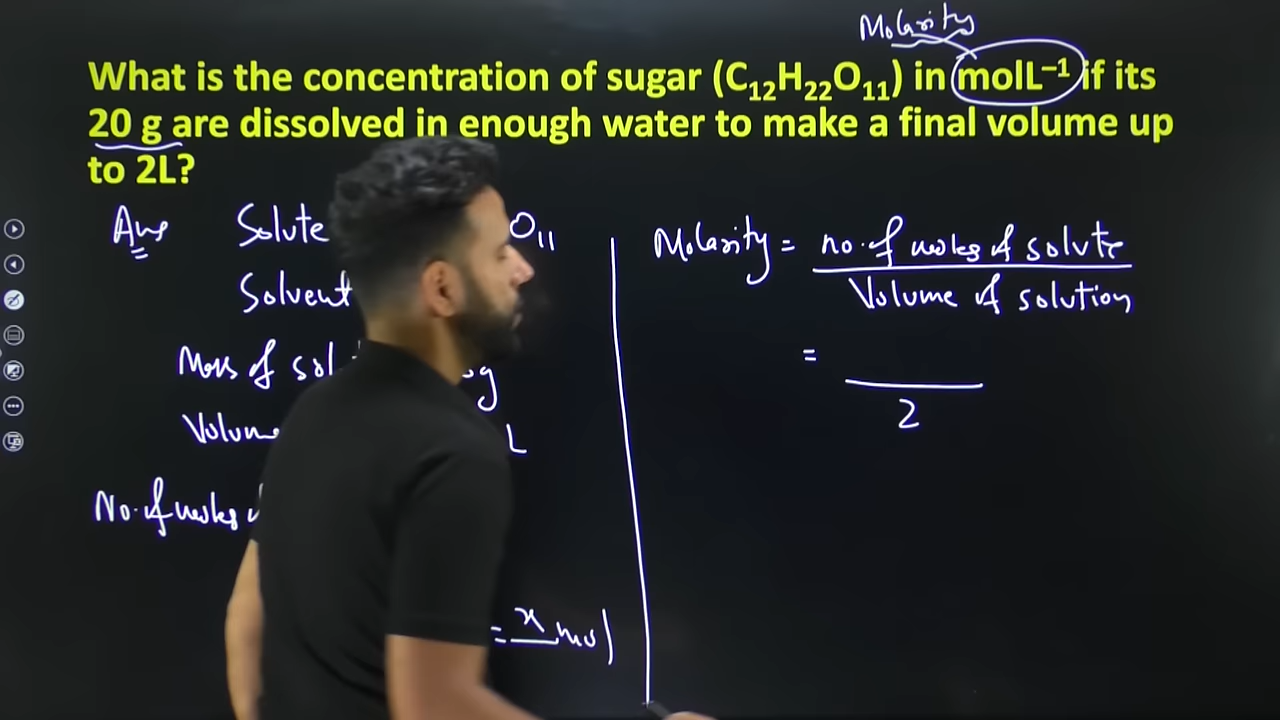 Molarity
What is the concentration of sugar (C₁₂H₂₂O₁₁) in molL⁻¹ if its
20 g are dissolved in enough water to make a final volume up
to 2L?
Ans Solute O₁₁
Solvent
Mass of sol g
Volume L
No. of moles
= x mol
Molarity = no. of moles of solute
Volume of solution
=
2